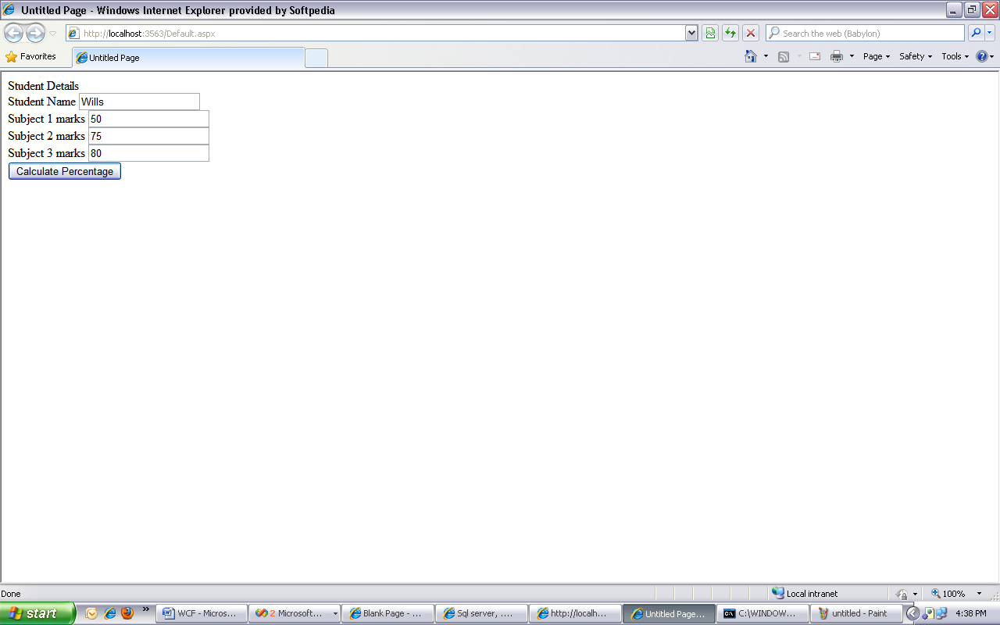 Untitled Page - Windows Internet Explorer provided by Softpedia
http://localhost:3563/Default.aspx
Search the web (Babylon)
Favorites
Untitled Page
Page
Safety
Tools
Student Details
Student Name Wills
Subject 1 marks 50
Subject 2 marks 75
Subject 3 marks 80
Calculate Percentage
Done
Local intranet
100%
start
WCF - Micros...
2 Microsoft...
Blank Page - ...
Sql server, ....
http://localh...
Untitled Page...
C:\WINDOW...
untitled - Paint
4:38 PM